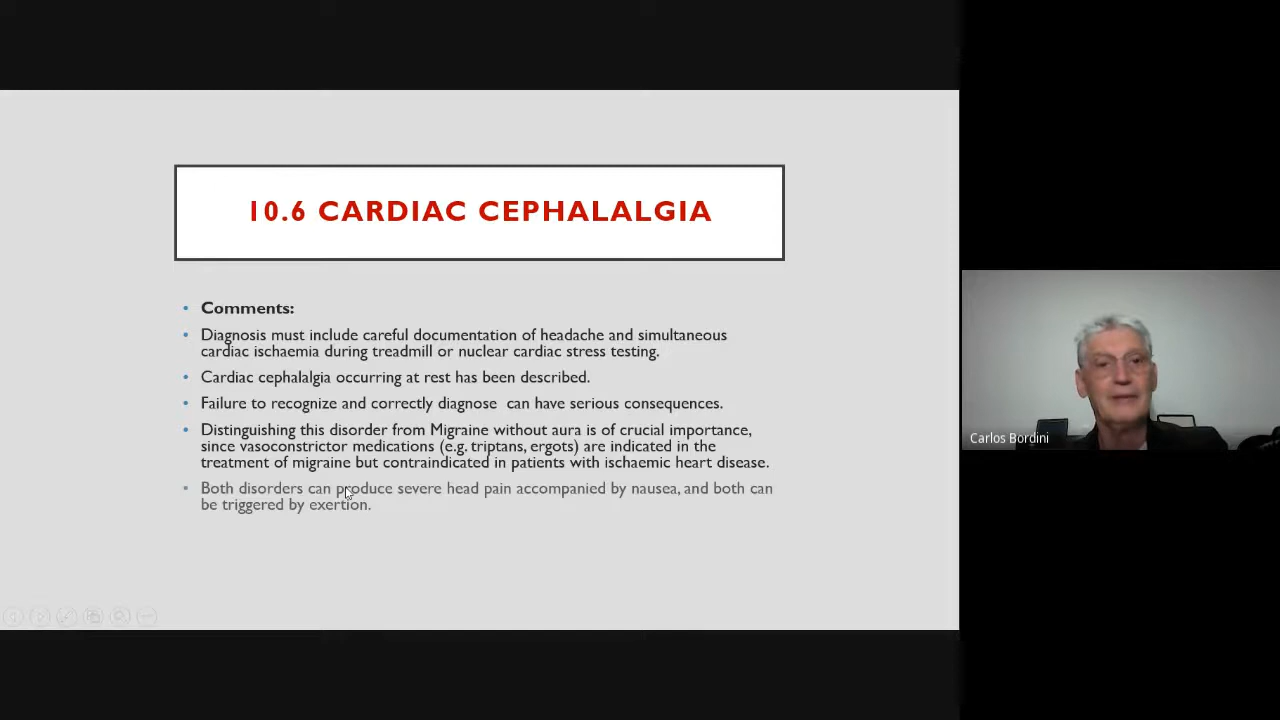 10.6 CARDIAC CEPHALALGIA
Comments:
Diagnosis must include careful documentation of headache and simultaneous
cardiac ischaemia during treadmill or nuclear cardiac stress testing.
Cardiac cephalalgia occurring at rest has been described.
Failure to recognize and correctly diagnose  can have serious consequences.
Distinguishing this disorder from Migraine without aura is of crucial importance,
since vasoconstrictor medications (e.g. triptans, ergots) are indicated in the
treatment of migraine but contraindicated in patients with ischaemic heart disease.
Both disorders can produce severe head pain accompanied by nausea, and both can
be triggered by exertion.
Carlos Bordini